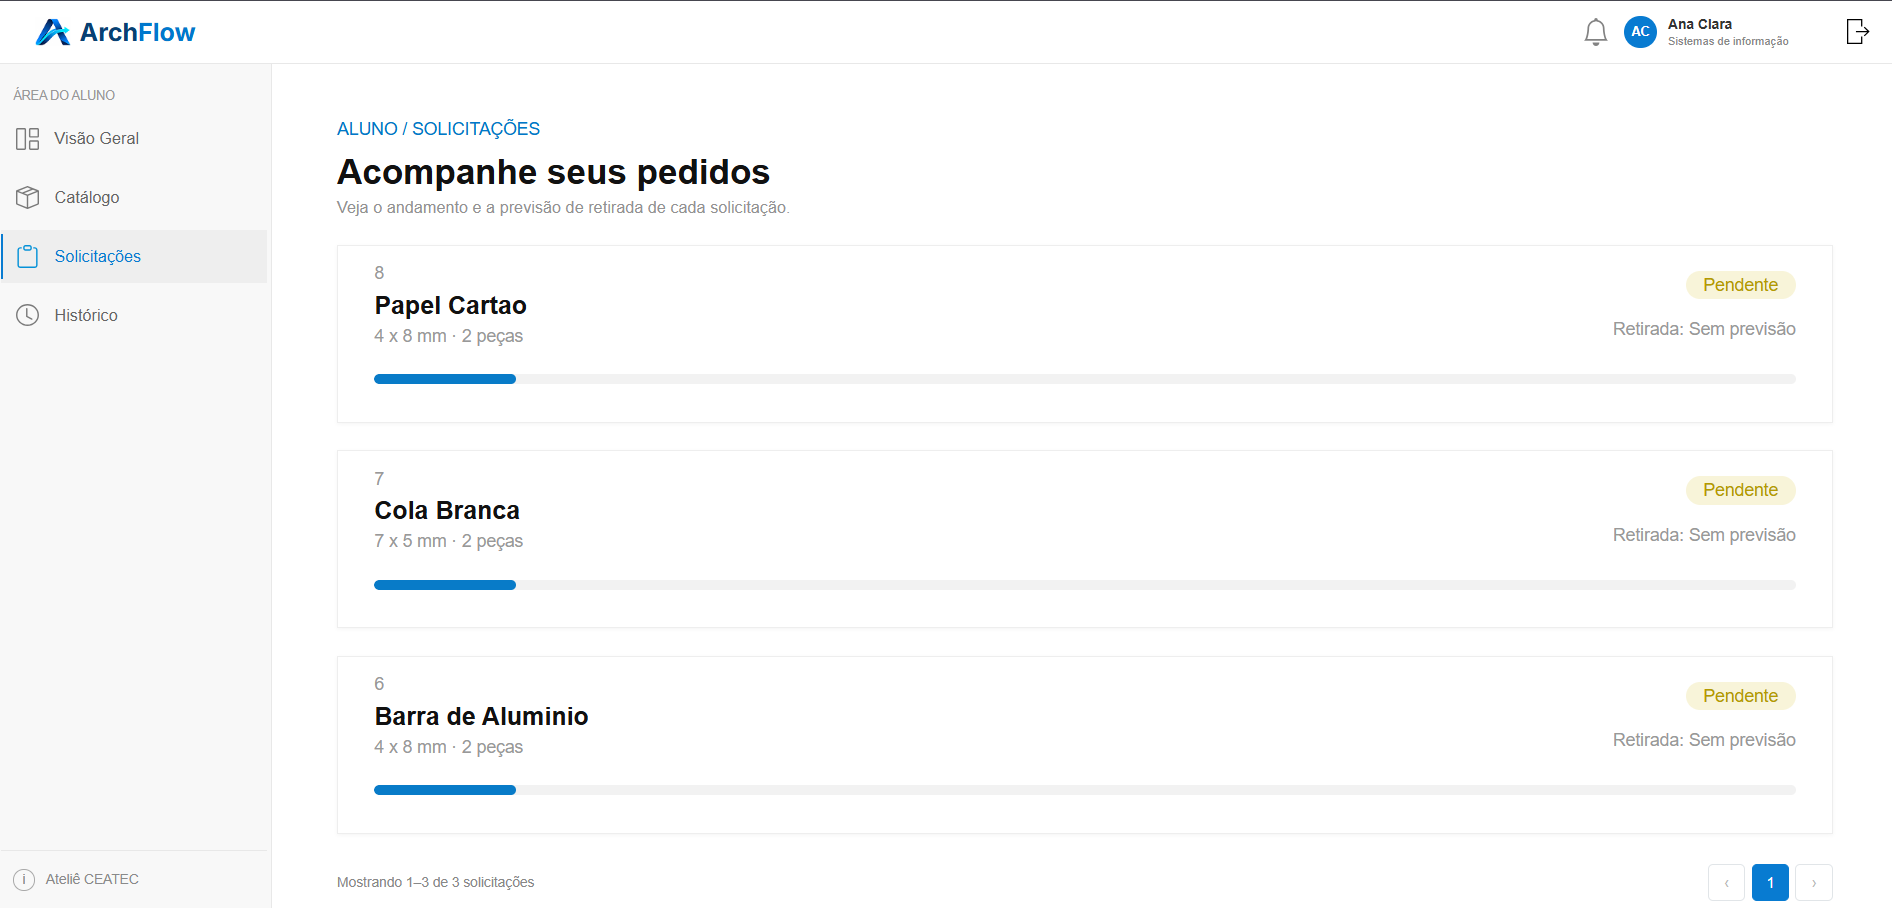 ArchFlow
AC
Ana Clara
Sistemas de informação
ÁREA DO ALUNO
Visão Geral
Catálogo
Solicitações
Histórico
i Ateliê CEATEC
ALUNO / SOLICITAÇÕES
Acompanhe seus pedidos
Veja o andamento e a previsão de retirada de cada solicitação.
8
Papel Cartao
4 x 8 mm · 2 peças
Pendente
Retirada: Sem previsão
7
Cola Branca
7 x 5 mm · 2 peças
Pendente
Retirada: Sem previsão
6
Barra de Aluminio
4 x 8 mm · 2 peças
Pendente
Retirada: Sem previsão
Mostrando 1–3 de 3 solicitações
‹ 1 ›